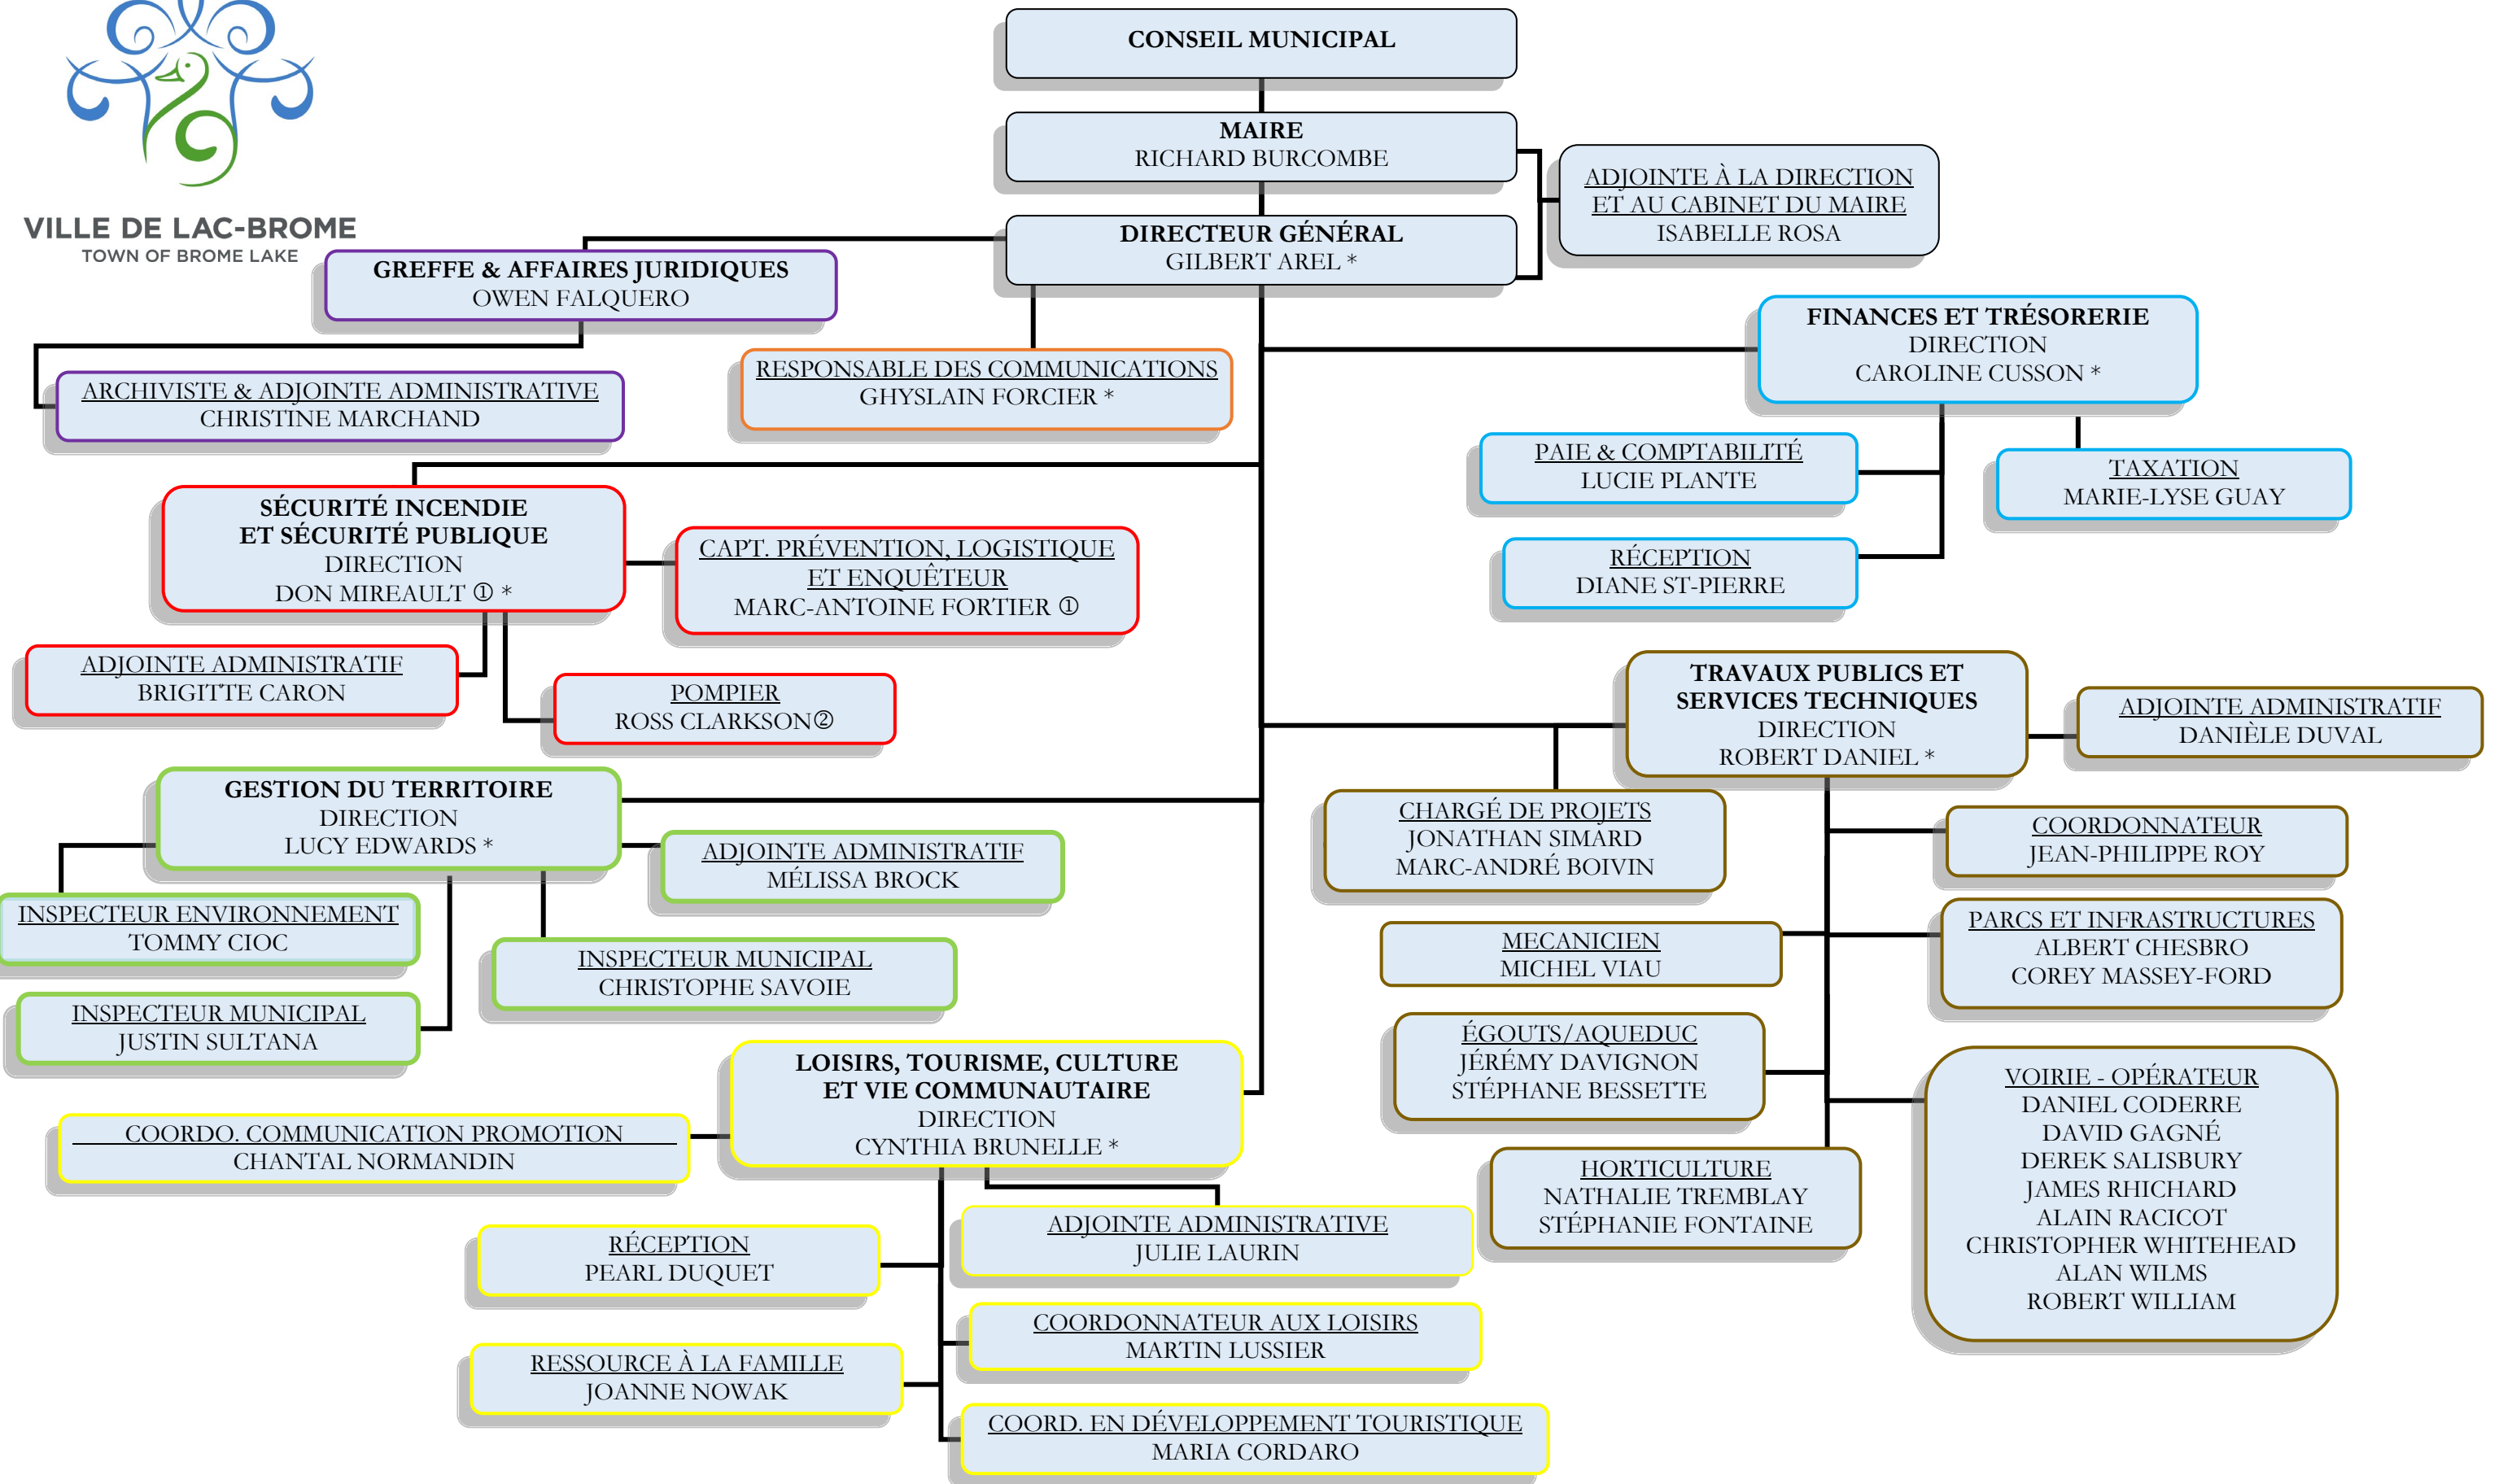 CONSEIL MUNICIPAL
MAIRE
RICHARD BURCOMBE
ADJOINTE À LA DIRECTION
ET AU CABINET DU MAIRE
ISABELLE ROSA
VILLE DE LAC-BROME
TOWN OF BROME LAKE
DIRECTEUR GÉNÉRAL
GILBERT AREL *
GREFFE & AFFAIRES JURIDIQUES
OWEN FALQUERO
ARCHIVISTE & ADJOINTE ADMINISTRATIVE
CHRISTINE MARCHAND
RESPONSABLE DES COMMUNICATIONS
GHYSLAIN FORCIER *
FINANCES ET TRÉSORERIE
DIRECTION
CAROLINE CUSSON *
PAIE & COMPTABILITÉ
LUCIE PLANTE
TAXATION
MARIE-LYSE GUAY
RÉCEPTION
DIANE ST-PIERRE
SÉCURITÉ INCENDIE
ET SÉCURITÉ PUBLIQUE
DIRECTION
DON MIREAULT ① *
CAPT. PRÉVENTION, LOGISTIQUE
ET ENQUÊTEUR
MARC-ANTOINE FORTIER ①
ADJOINTE ADMINISTRATIF
BRIGITTE CARON
POMPIER
ROSS CLARKSON②
TRAVAUX PUBLICS ET
SERVICES TECHNIQUES
DIRECTION
ROBERT DANIEL *
ADJOINTE ADMINISTRATIF
DANIÈLE DUVAL
CHARGÉ DE PROJETS
JONATHAN SIMARD
MARC-ANDRÉ BOIVIN
COORDONNATEUR
JEAN-PHILIPPE ROY
MECANICIEN
MICHEL VIAU
PARCS ET INFRASTRUCTURES
ALBERT CHESBRO
COREY MASSEY-FORD
ÉGOUTS/AQUEDUC
JÉRÉMY DAVIGNON
STÉPHANE BESSETTE
VOIRIE - OPÉRATEUR
DANIEL CODERRE
DAVID GAGNÉ
DEREK SALISBURY
JAMES RHICHARD
ALAIN RACICOT
CHRISTOPHER WHITEHEAD
ALAN WILMS
ROBERT WILLIAM
HORTICULTURE
NATHALIE TREMBLAY
STÉPHANIE FONTAINE
GESTION DU TERRITOIRE
DIRECTION
LUCY EDWARDS *
ADJOINTE ADMINISTRATIF
MÉLISSA BROCK
INSPECTEUR ENVIRONNEMENT
TOMMY CIOC
INSPECTEUR MUNICIPAL
CHRISTOPHE SAVOIE
INSPECTEUR MUNICIPAL
JUSTIN SULTANA
LOISIRS, TOURISME, CULTURE
ET VIE COMMUNAUTAIRE
DIRECTION
CYNTHIA BRUNELLE *
COORDO. COMMUNICATION PROMOTION
CHANTAL NORMANDIN
RÉCEPTION
PEARL DUQUET
ADJOINTE ADMINISTRATIVE
JULIE LAURIN
COORDONNATEUR AUX LOISIRS
MARTIN LUSSIER
RESSOURCE À LA FAMILLE
JOANNE NOWAK
COORD. EN DÉVELOPPEMENT TOURISTIQUE
MARIA CORDARO